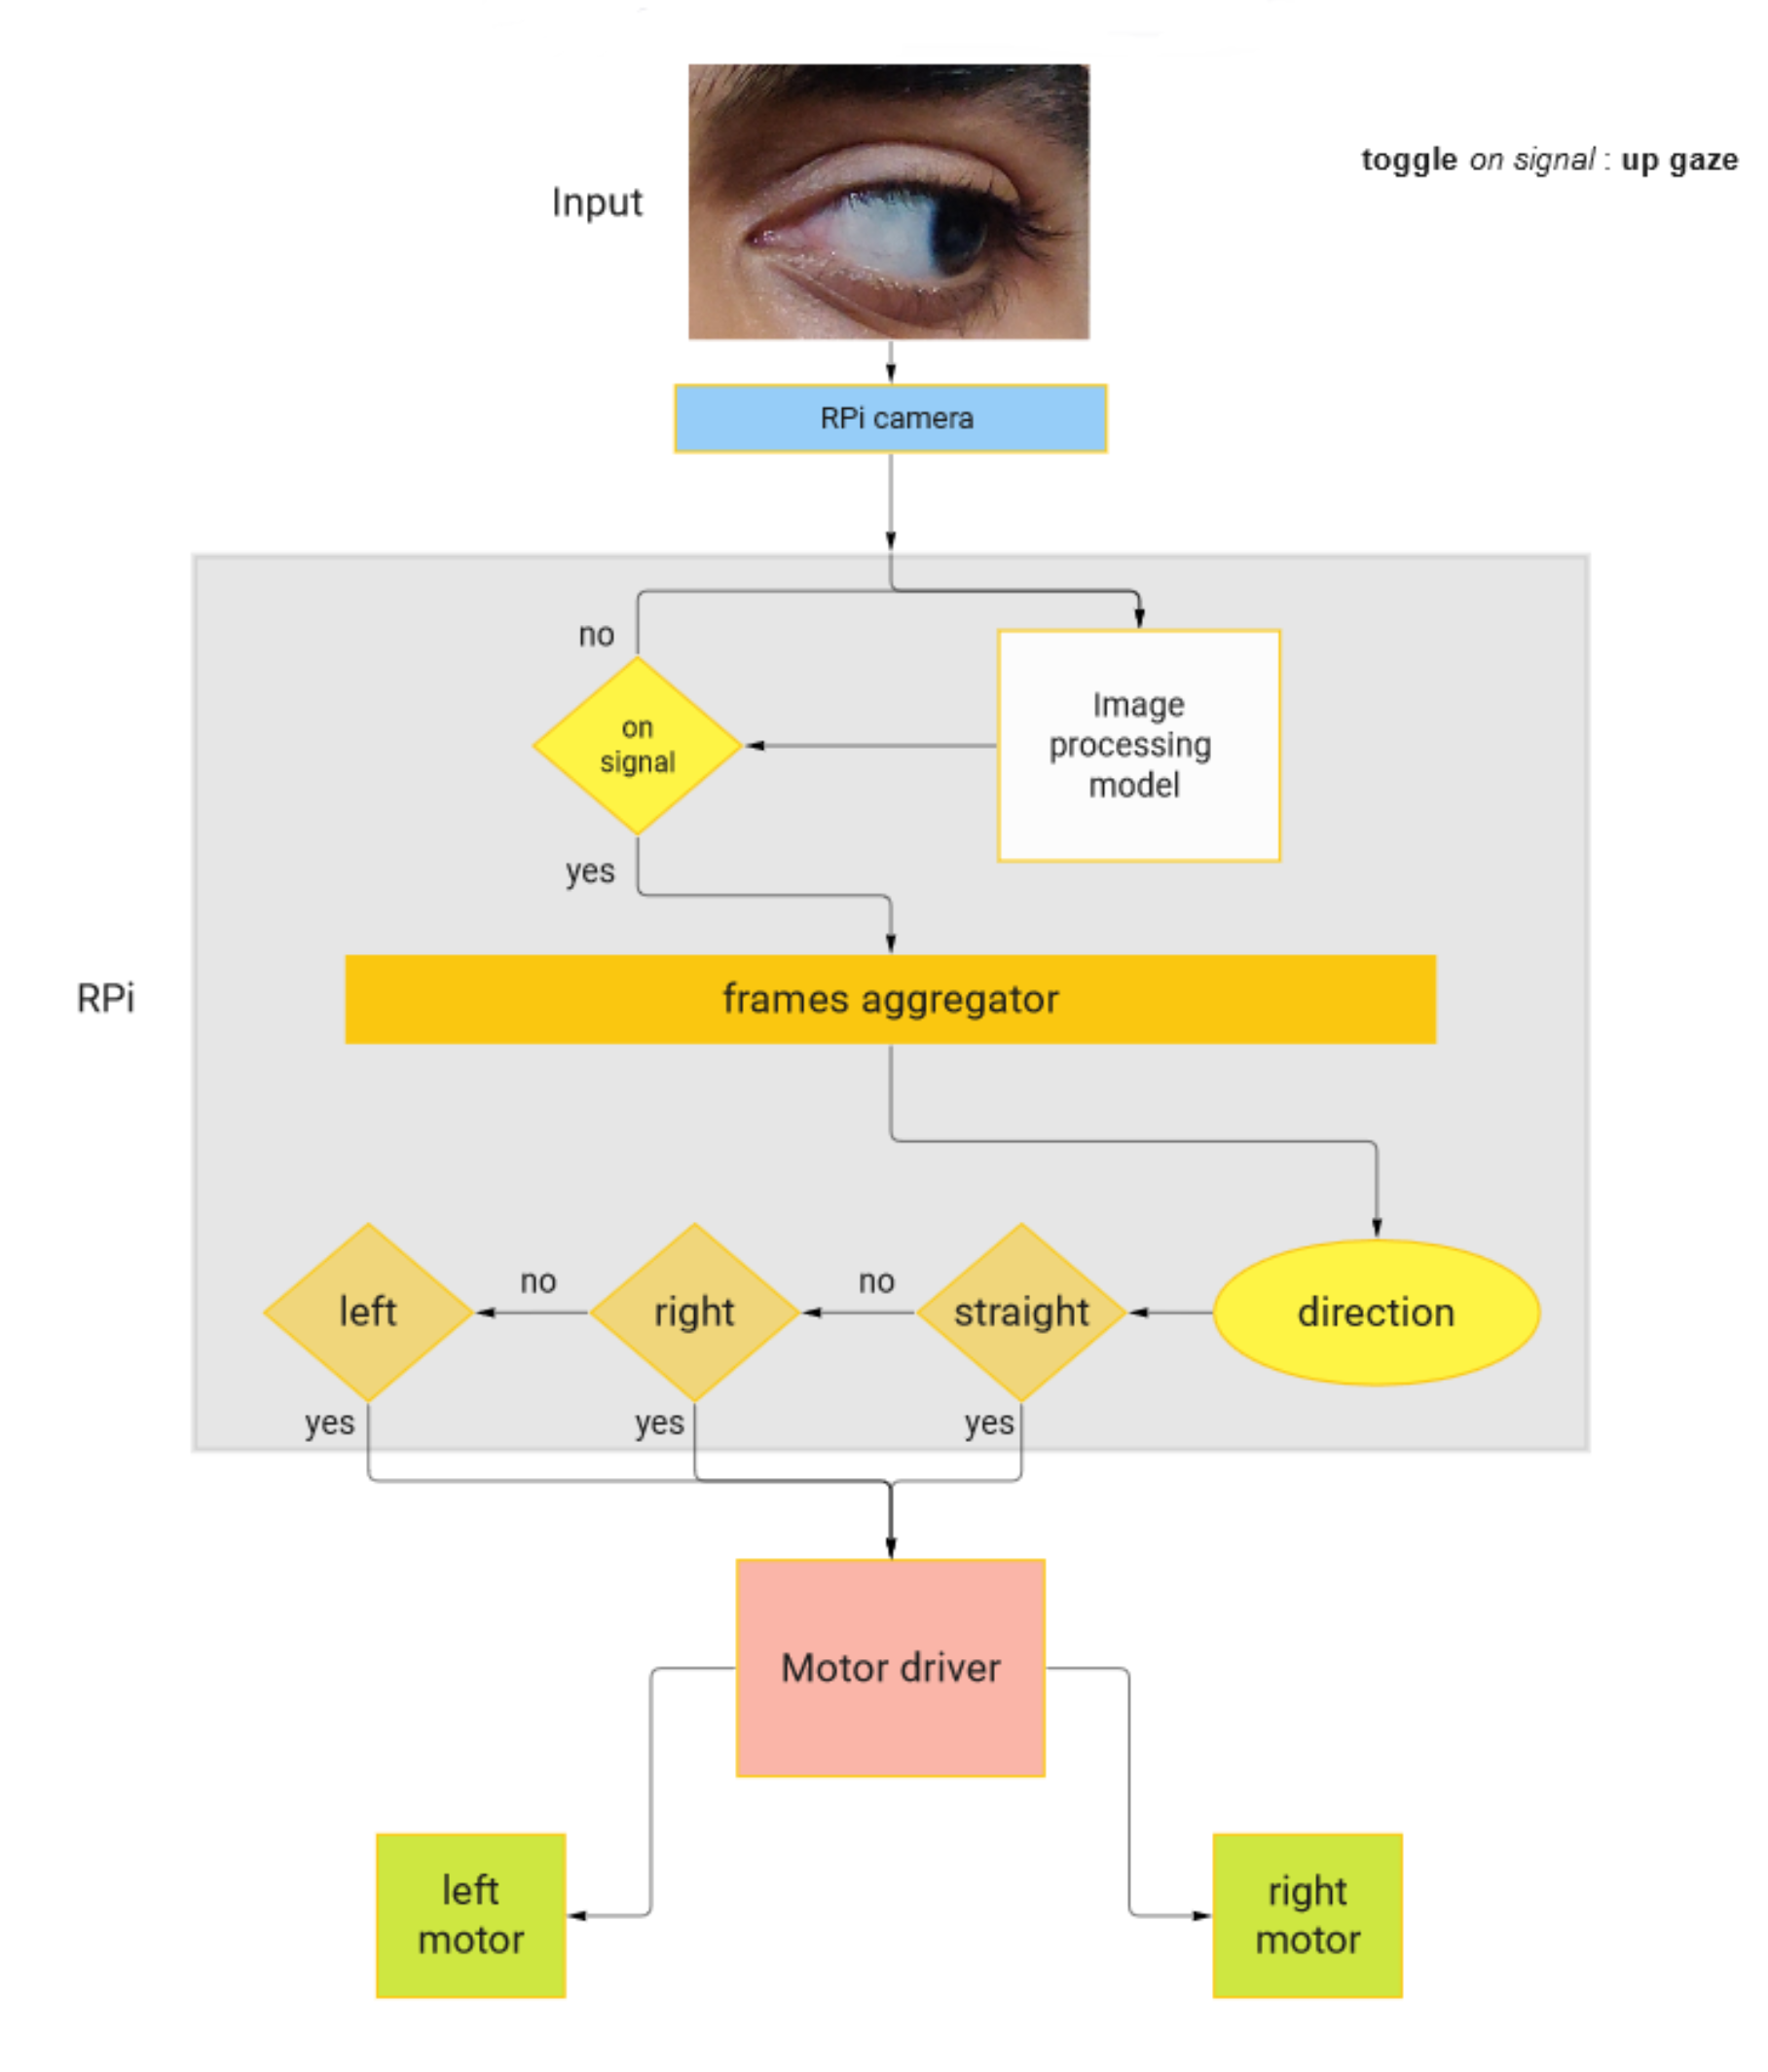 toggle on signal : up gaze
Input
RPi camera
no
on
signal
Image
processing
model
yes
frames aggregator
RPi
left
no
right
no
straight
direction
yes
yes
yes
Motor driver
left
motor
right
motor